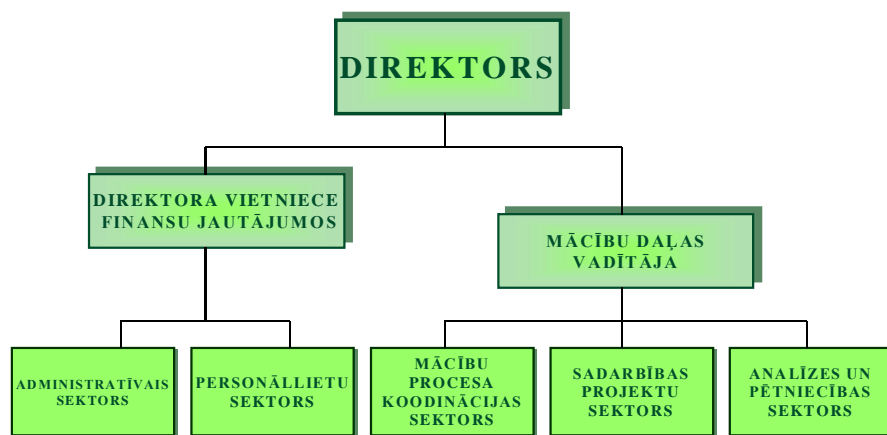 DIREKTORS
DIREKTORA VIETNIECE
FINANSU JAUTĀJUMOS
MĀCĪBU DAĻAS
VADĪTĀJA
ADMINISTRATĪVAIS
SEKTORS
PERSONĀLLIETU
SEKTORS
MĀCĪBU
PROCESA
KOODINĀCIJAS
SEKTORS
SADARBĪBAS
PROJEKTU
SEKTORS
ANALĪZES UN
PĒTNIECĪBAS
SEKTORS